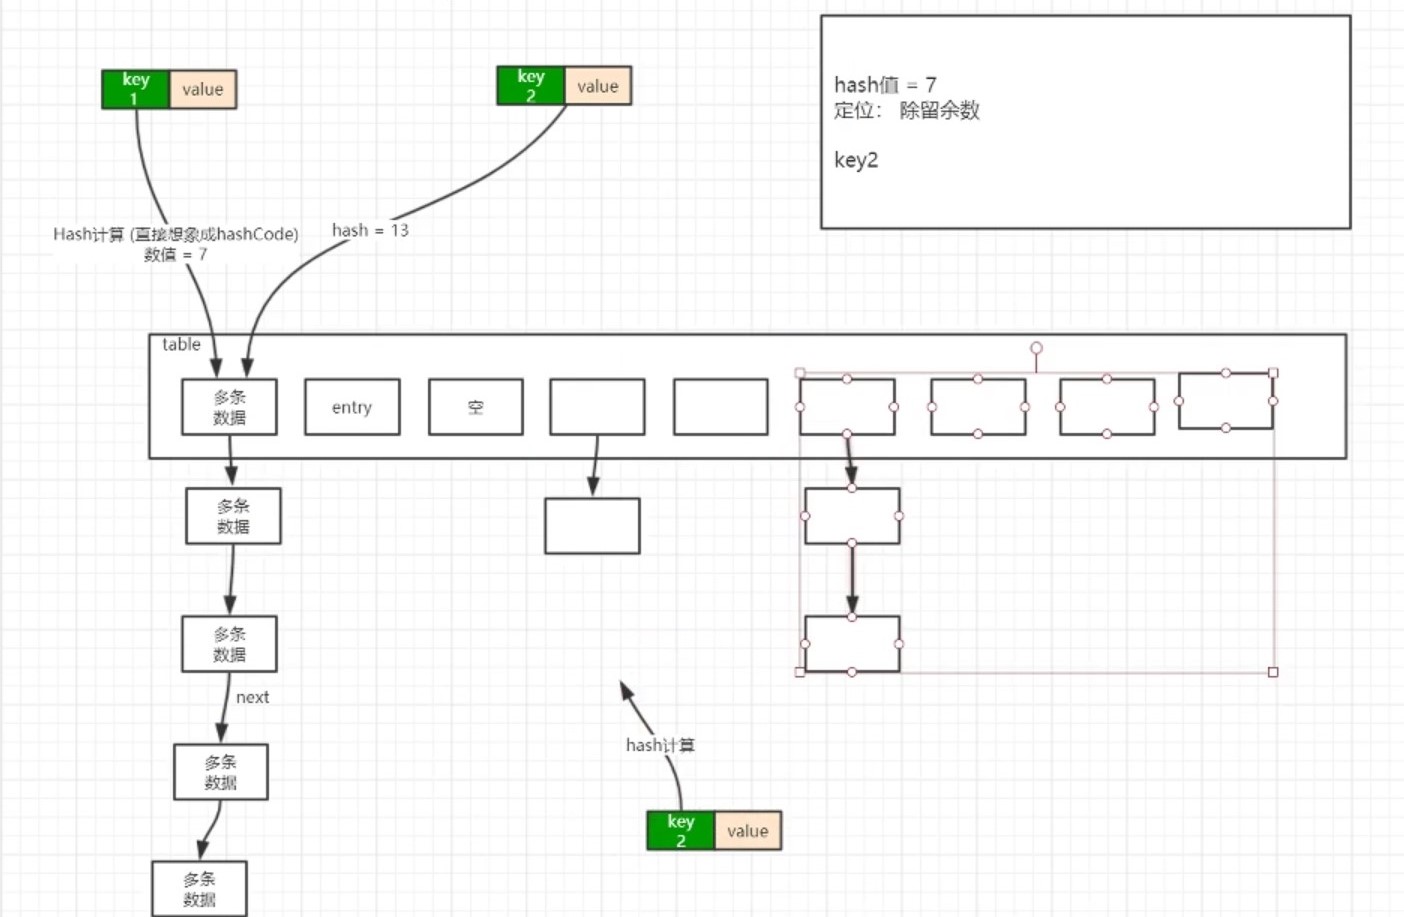 key
1
value
key
2
value
hash值 = 7
定位： 除留余数
key2
Hash计算 (直接想象成hashCode)
数值 = 7
hash = 13
table
多条
数据
entry
空
多条
数据
多条
数据
next
hash计算
多条
数据
key
2
value
多条
数据